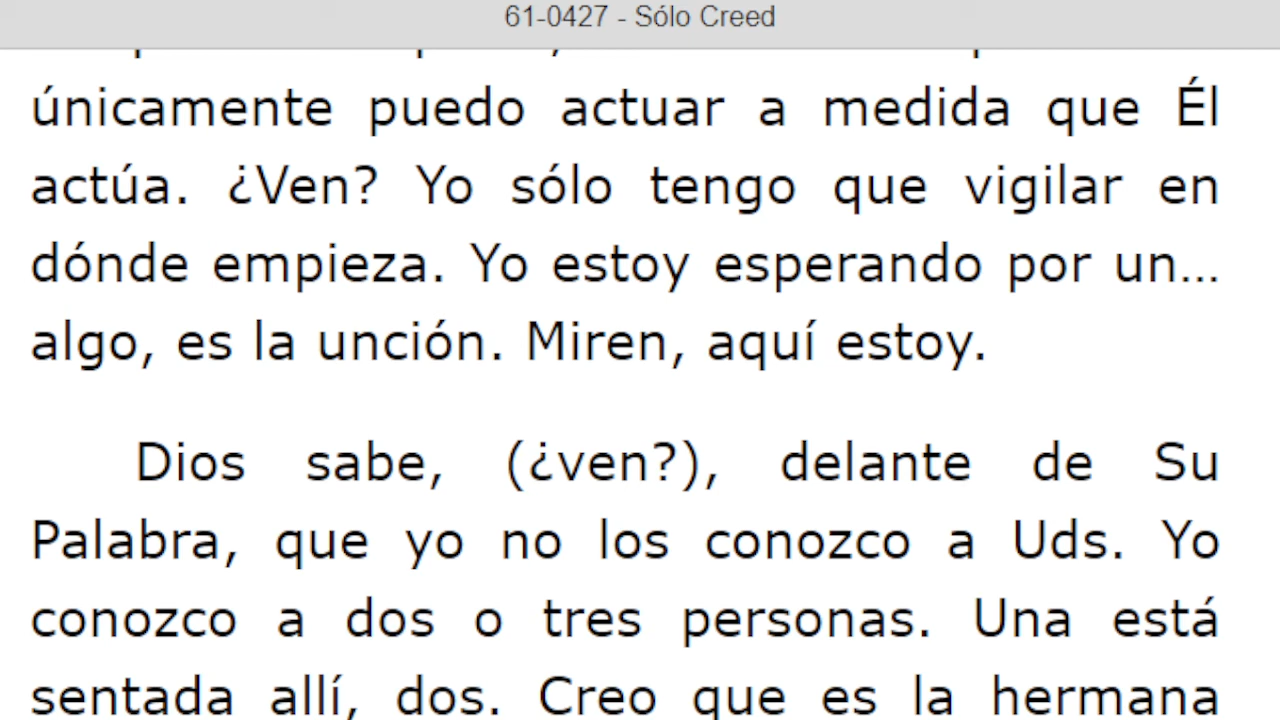 61-0427 - Sólo Creed
únicamente puedo actuar a medida que Él
actúa. ¿Ven? Yo sólo tengo que vigilar en
dónde empieza. Yo estoy esperando por un...
algo, es la unción. Miren, aquí estoy.
Dios sabe, (¿ven?), delante de Su
Palabra, que yo no los conozco a Uds. Yo
conozco a dos o tres personas. Una está
sentada allí, dos. Creo que es la hermana